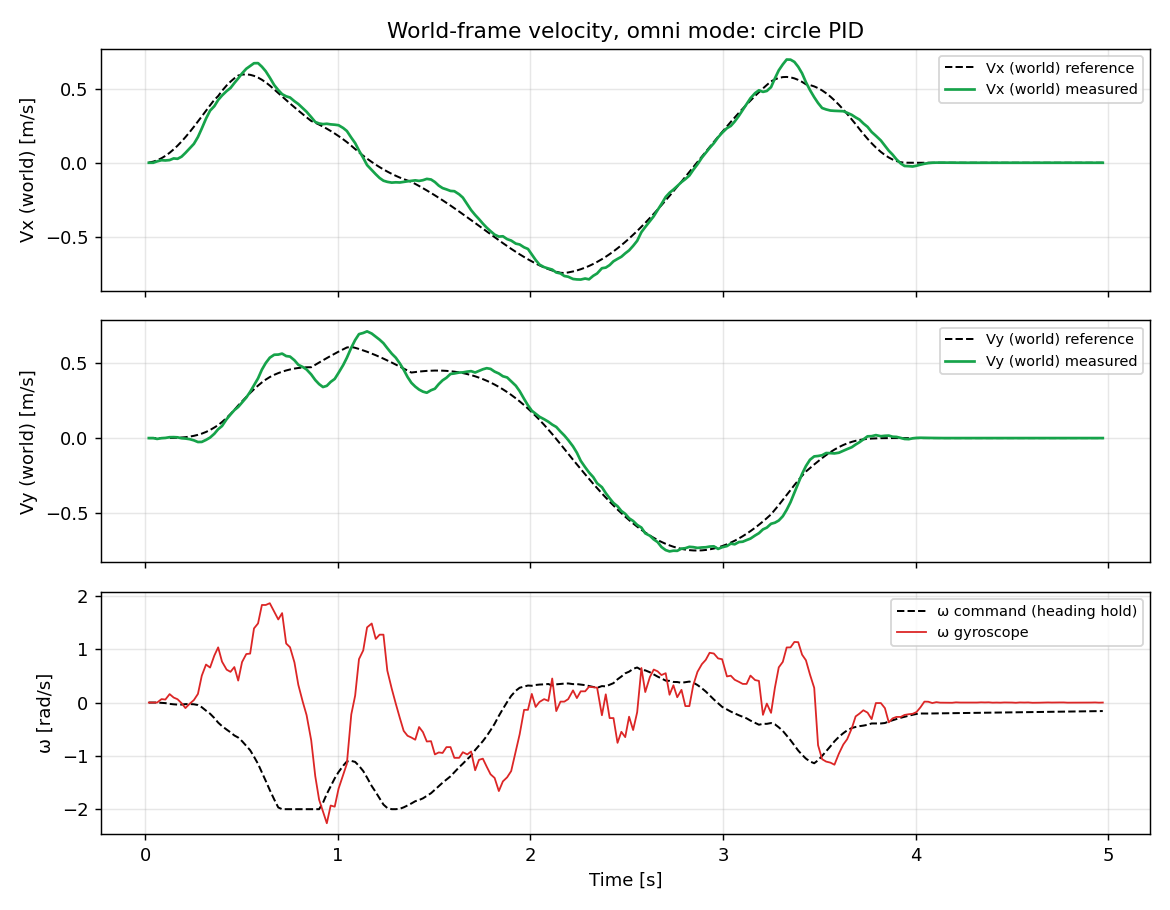 World-frame velocity, omni mode: circle PID
Vx (world) [m/s]
0.5
0.0
−0.5
Vx (world) reference
Vx (world) measured
Vy (world) [m/s]
0.5
0.0
−0.5
Vy (world) reference
Vy (world) measured
ω [rad/s]
2
1
0
−1
−2
ω command (heading hold)
ω gyroscope
0 1 2 3 4 5
Time [s]